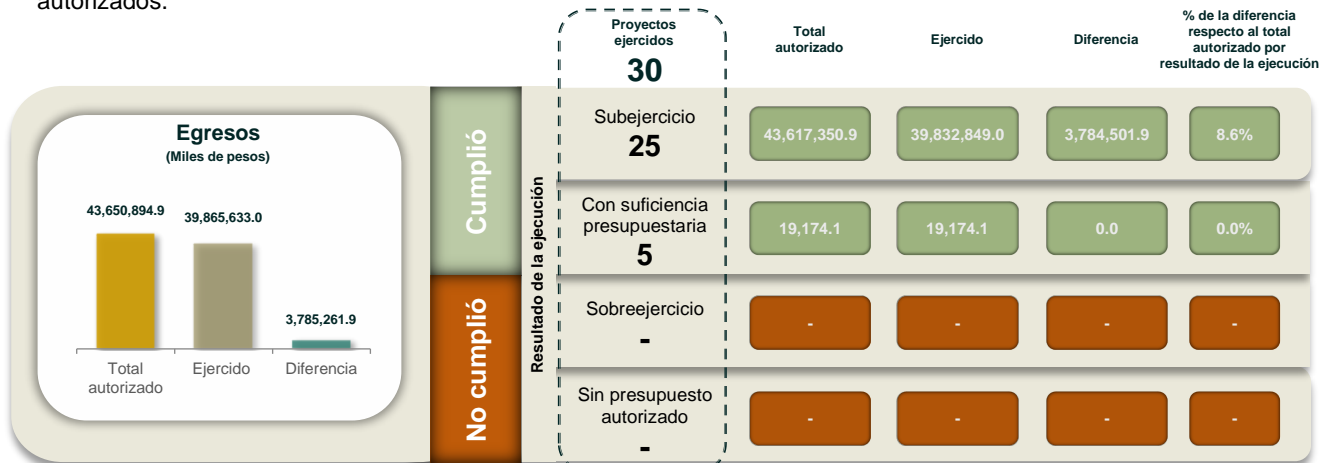 autorizados.
Proyectos
ejercidos
30
Total
autorizado
Ejercido
Diferencia
% de la diferencia
respecto al total
autorizado por
resultado de la ejecución
Egresos
(Miles de pesos)
43,650,894.9
39,865,633.0
3,785,261.9
Total
autorizado
Ejercido
Diferencia
Cumplió
No cumplió
Resultado de la ejecución
Subejercicio
25
43,617,350.9
39,832,849.0
3,784,501.9
8.6%
Con suficiencia
presupuestaria
5
19,174.1
19,174.1
0.0
0.0%
Sobreejercicio
-
-
-
-
-
Sin presupuesto
autorizado
-
-
-
-
-